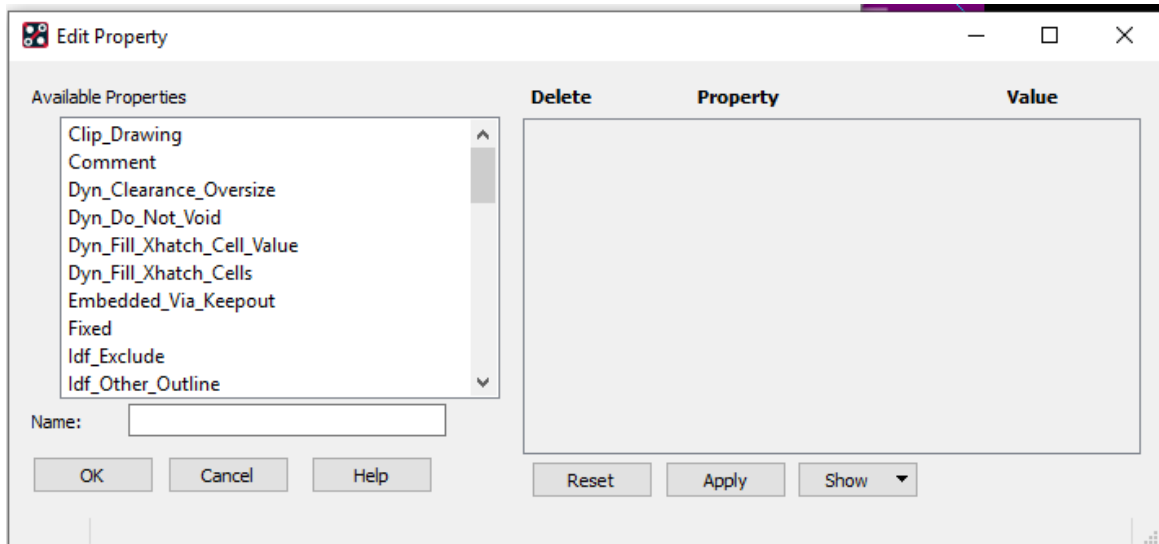 Edit Property
Available Properties
Clip_Drawing
Comment
Dyn_Clearance_Oversize
Dyn_Do_Not_Void
Dyn_Fill_Xhatch_Cell_Value
Dyn_Fill_Xhatch_Cells
Embedded_Via_Keepout
Fixed
Idf_Exclude
Idf_Other_Outline
Name:
OK Cancel Help
Delete Property Value
Reset Apply Show